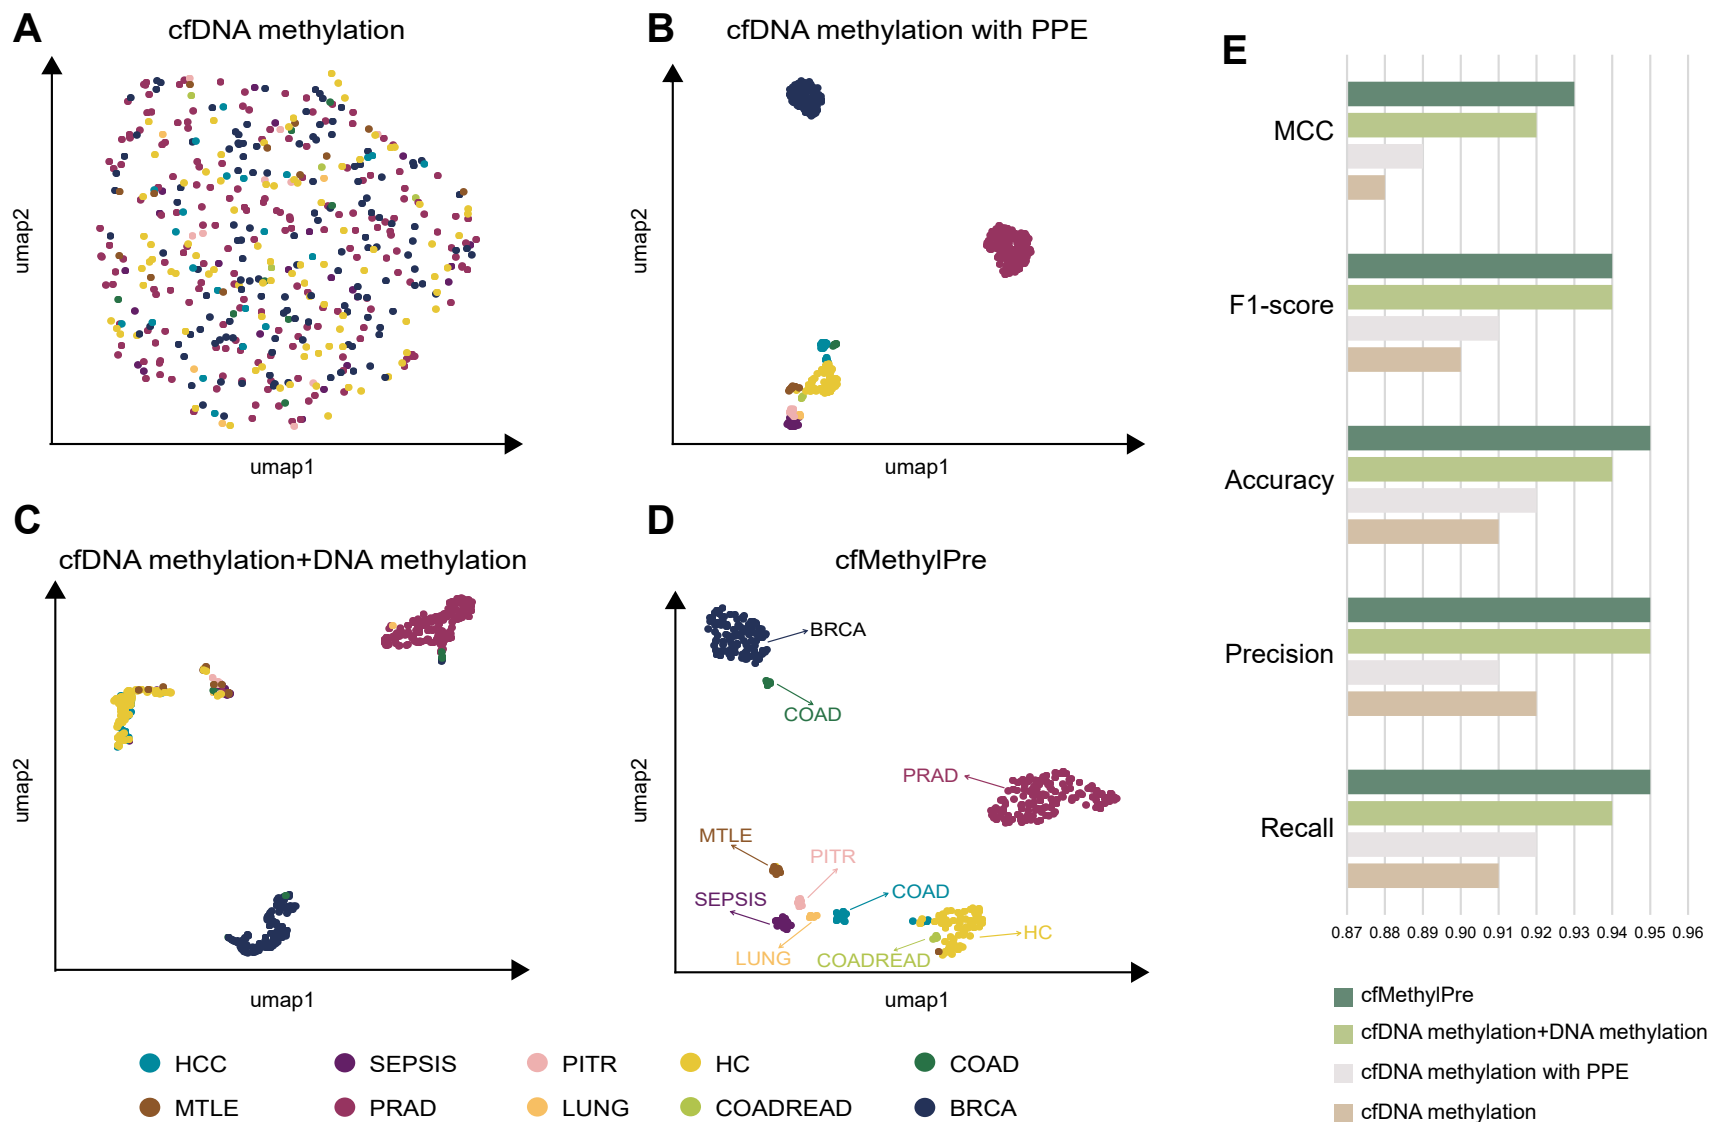 A
cfDNA methylation
umap2
umap1
B
cfDNA methylation with PPE
umap2
umap1
C
cfDNA methylation+DNA methylation
umap2
umap1
D
cfMethylPre
BRCA
COAD
PRAD
MTLE
PITR
SEPSIS
COAD
LUNG
COADREAD
HC
umap2
umap1
HCC
SEPSIS
PITR
HC
COAD
MTLE
PRAD
LUNG
COADREAD
BRCA
E
MCC
F1-score
Accuracy
Precision
Recall
0.87 0.88 0.89 0.90 0.91 0.92 0.93 0.94 0.95 0.96
cfMethylPre
cfDNA methylation+DNA methylation
cfDNA methylation with PPE
cfDNA methylation